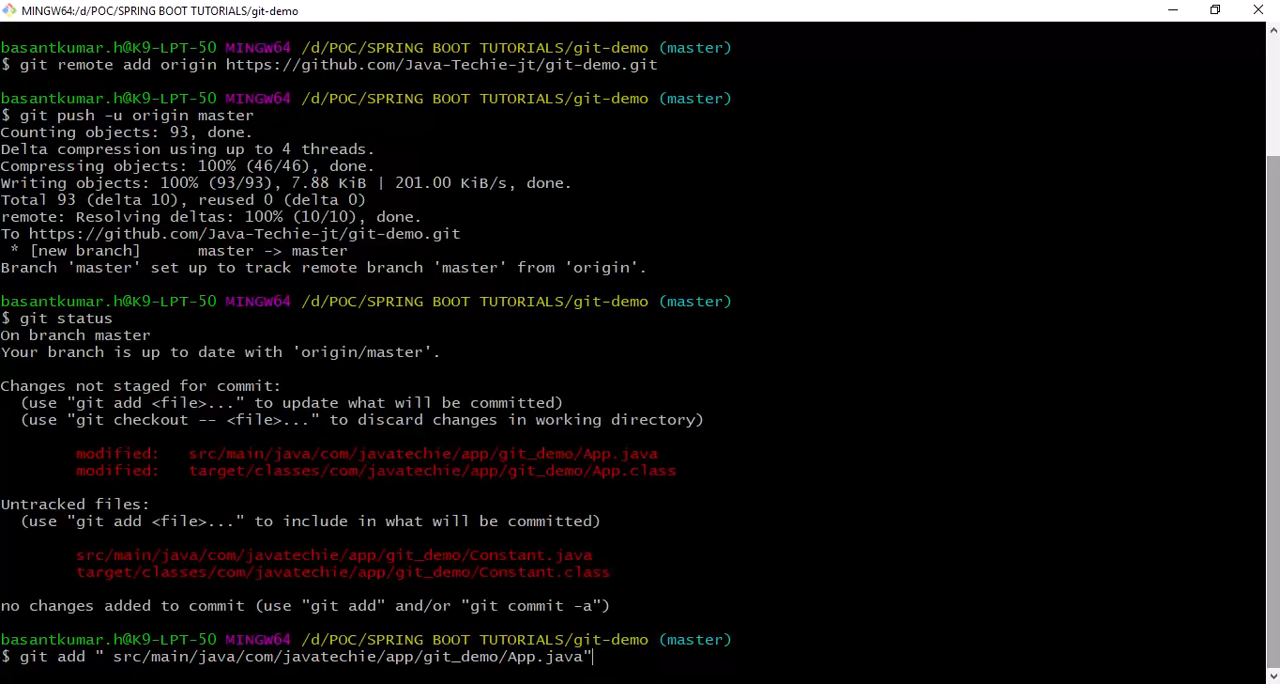 MINGW64:/d/POC/SPRING BOOT TUTORIALS/git-demo
basantkumar.h@K9-LPT-50 MINGW64 /d/POC/SPRING BOOT TUTORIALS/git-demo (master)
$ git remote add origin https://github.com/Java-Techie-jt/git-demo.git
basantkumar.h@K9-LPT-50 MINGW64 /d/POC/SPRING BOOT TUTORIALS/git-demo (master)
$ git push -u origin master
Counting objects: 93, done.
Delta compression using up to 4 threads.
Compressing objects: 100% (46/46), done.
Writing objects: 100% (93/93), 7.88 KiB | 201.00 KiB/s, done.
Total 93 (delta 10), reused 0 (delta 0)
remote: Resolving deltas: 100% (10/10), done.
To https://github.com/Java-Techie-jt/git-demo.git
 * [new branch]      master -> master
Branch 'master' set up to track remote branch 'master' from 'origin'.
basantkumar.h@K9-LPT-50 MINGW64 /d/POC/SPRING BOOT TUTORIALS/git-demo (master)
$ git status
On branch master
Your branch is up to date with 'origin/master'.
Changes not staged for commit:
  (use "git add <file>..." to update what will be committed)
  (use "git checkout -- <file>..." to discard changes in working directory)
        modified:   src/main/java/com/javatechie/app/git_demo/App.java
        modified:   target/classes/com/javatechie/app/git_demo/App.class
Untracked files:
  (use "git add <file>..." to include in what will be committed)
        src/main/java/com/javatechie/app/git_demo/Constant.java
        target/classes/com/javatechie/app/git_demo/Constant.class
no changes added to commit (use "git add" and/or "git commit -a")
basantkumar.h@K9-LPT-50 MINGW64 /d/POC/SPRING BOOT TUTORIALS/git-demo (master)
$ git add " src/main/java/com/javatechie/app/git_demo/App.java"